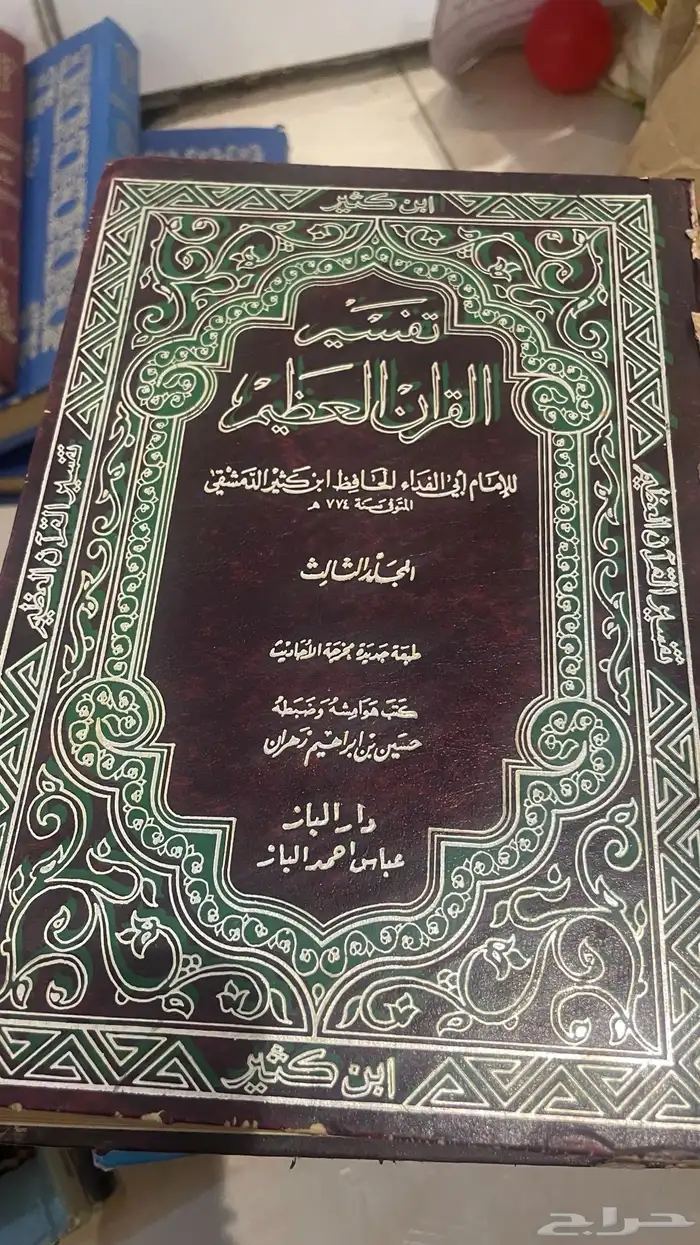 ابن كثير
تفسير
القرآن العظيم
للإمام أبي الفداء الحافظ ابن كثير الدمشقي
المتوفى سنة ٧٧٤ هـ
المجلد الثالث
طبعة جديدة مخرجة الأحاديث
كتب هوامشه وضبطه
حسين بن ابراهيم زهران
دار الباز
عباس احمد الباز
ابن كثير
تفسير القرآن العظيم
تفسير القرآن العظيم
حراج